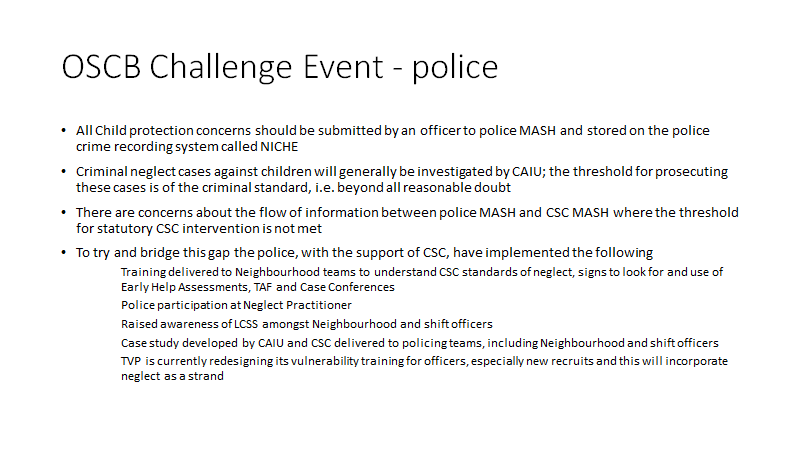 OSCB Challenge Event - police
• All Child protection concerns should be submitted by an officer to police MASH and stored on the police
crime recording system called NICHE
• Criminal neglect cases against children will generally be investigated by CAIU; the threshold for prosecuting
these cases is of the criminal standard, i.e. beyond all reasonable doubt
• There are concerns about the flow of information between police MASH and CSC MASH where the threshold
for statutory CSC intervention is not met
• To try and bridge this gap the police, with the support of CSC, have implemented the following
Training delivered to Neighbourhood teams to understand CSC standards of neglect, signs to look for and use of
Early Help Assessments, TAF and Case Conferences
Police participation at Neglect Practitioner
Raised awareness of LCSS amongst Neighbourhood and shift officers
Case study developed by CAIU and CSC delivered to policing teams, including Neighbourhood and shift officers
TVP is currently redesigning its vulnerability training for officers, especially new recruits and this will incorporate
neglect as a strand